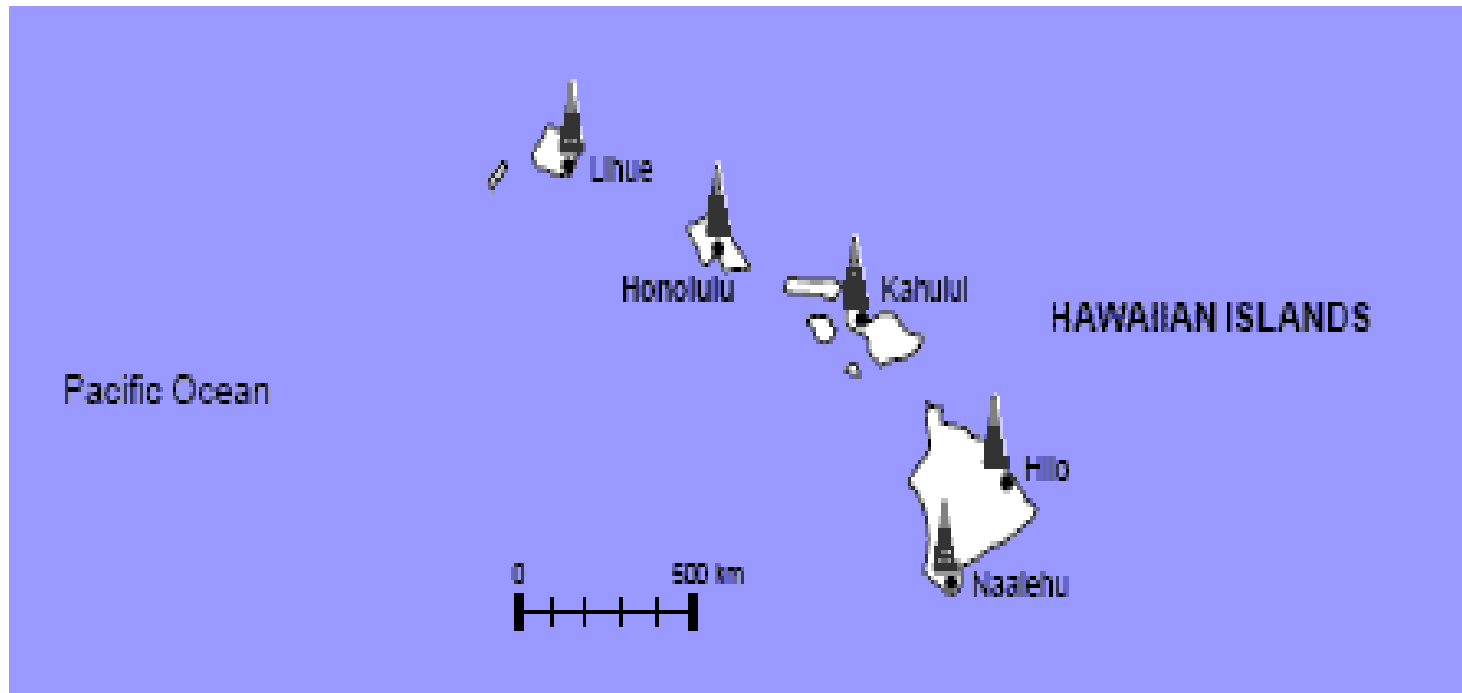 Lihue
Honolulu
Kahului
HAWAIIAN ISLANDS
Pacific Ocean
Hilo
0 500 km
Naalehu